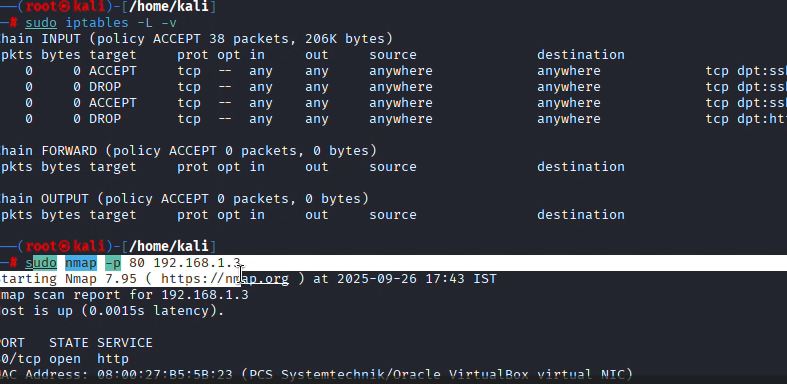 ──(root㉿kali)-[/home/kali]
─# sudo iptables -L -v
hain INPUT (policy ACCEPT 38 packets, 206K bytes)
pkts bytes target     prot opt in     out     source               destination
0     0 ACCEPT     tcp  --  any    any     anywhere             anywhere             tcp dpt:ssh
0     0 DROP       tcp  --  any    any     anywhere             anywhere             tcp dpt:ssh
0     0 ACCEPT     tcp  --  any    any     anywhere             anywhere             tcp dpt:ssh
0     0 DROP       tcp  --  any    any     anywhere             anywhere             tcp dpt:htt
hain FORWARD (policy ACCEPT 0 packets, 0 bytes)
pkts bytes target     prot opt in     out     source               destination
hain OUTPUT (policy ACCEPT 0 packets, 0 bytes)
pkts bytes target     prot opt in     out     source               destination
──(root㉿kali)-[/home/kali]
─# sudo nmap -p 80 192.168.1.3
tarting Nmap 7.95 ( https://nmap.org ) at 2025-09-26 17:43 IST
map scan report for 192.168.1.3
ost is up (0.0015s latency).
ORT   STATE SERVICE
0/tcp open  http
AC Address: 08:00:27:B5:5B:23 (PCS Systemtechnik/Oracle VirtualBox virtual NIC)